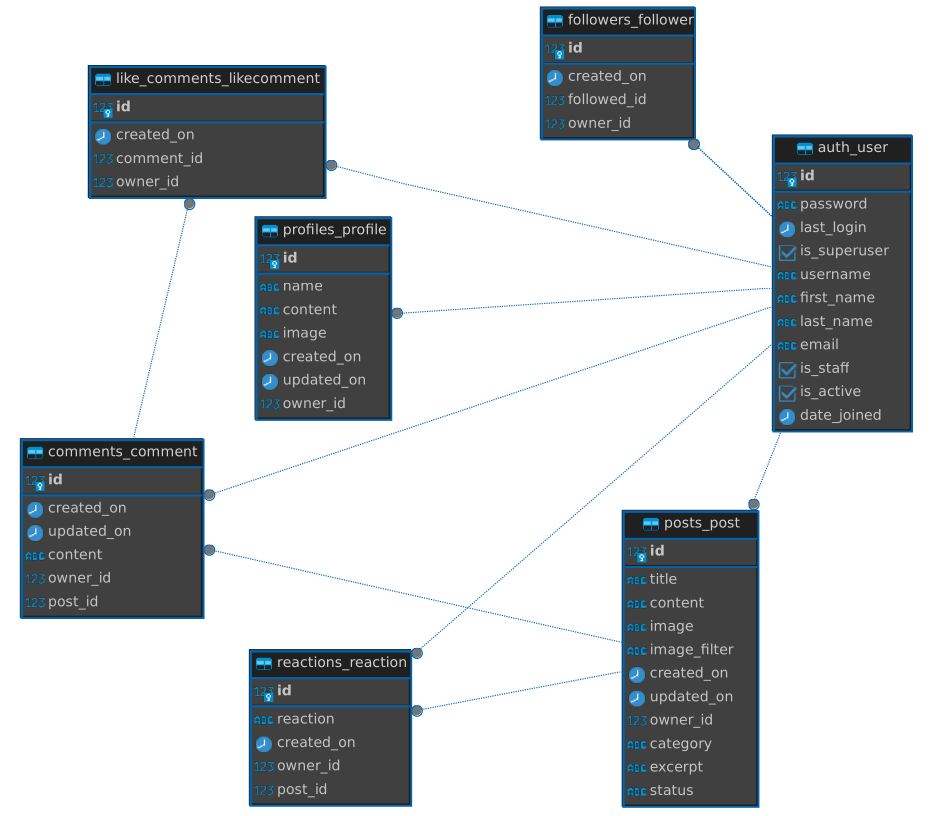 followers_follower
123 id
created_on
123 followed_id
123 owner_id
like_comments_likecomment
123 id
created_on
123 comment_id
123 owner_id
auth_user
123 id
ABC password
last_login
is_superuser
ABC username
ABC first_name
ABC last_name
ABC email
is_staff
is_active
date_joined
profiles_profile
123 id
ABC name
ABC content
ABC image
created_on
updated_on
123 owner_id
comments_comment
123 id
created_on
updated_on
ABC content
123 owner_id
123 post_id
posts_post
123 id
ABC title
ABC content
ABC image
ABC image_filter
created_on
updated_on
123 owner_id
ABC category
ABC excerpt
ABC status
reactions_reaction
123 id
ABC reaction
created_on
123 owner_id
123 post_id